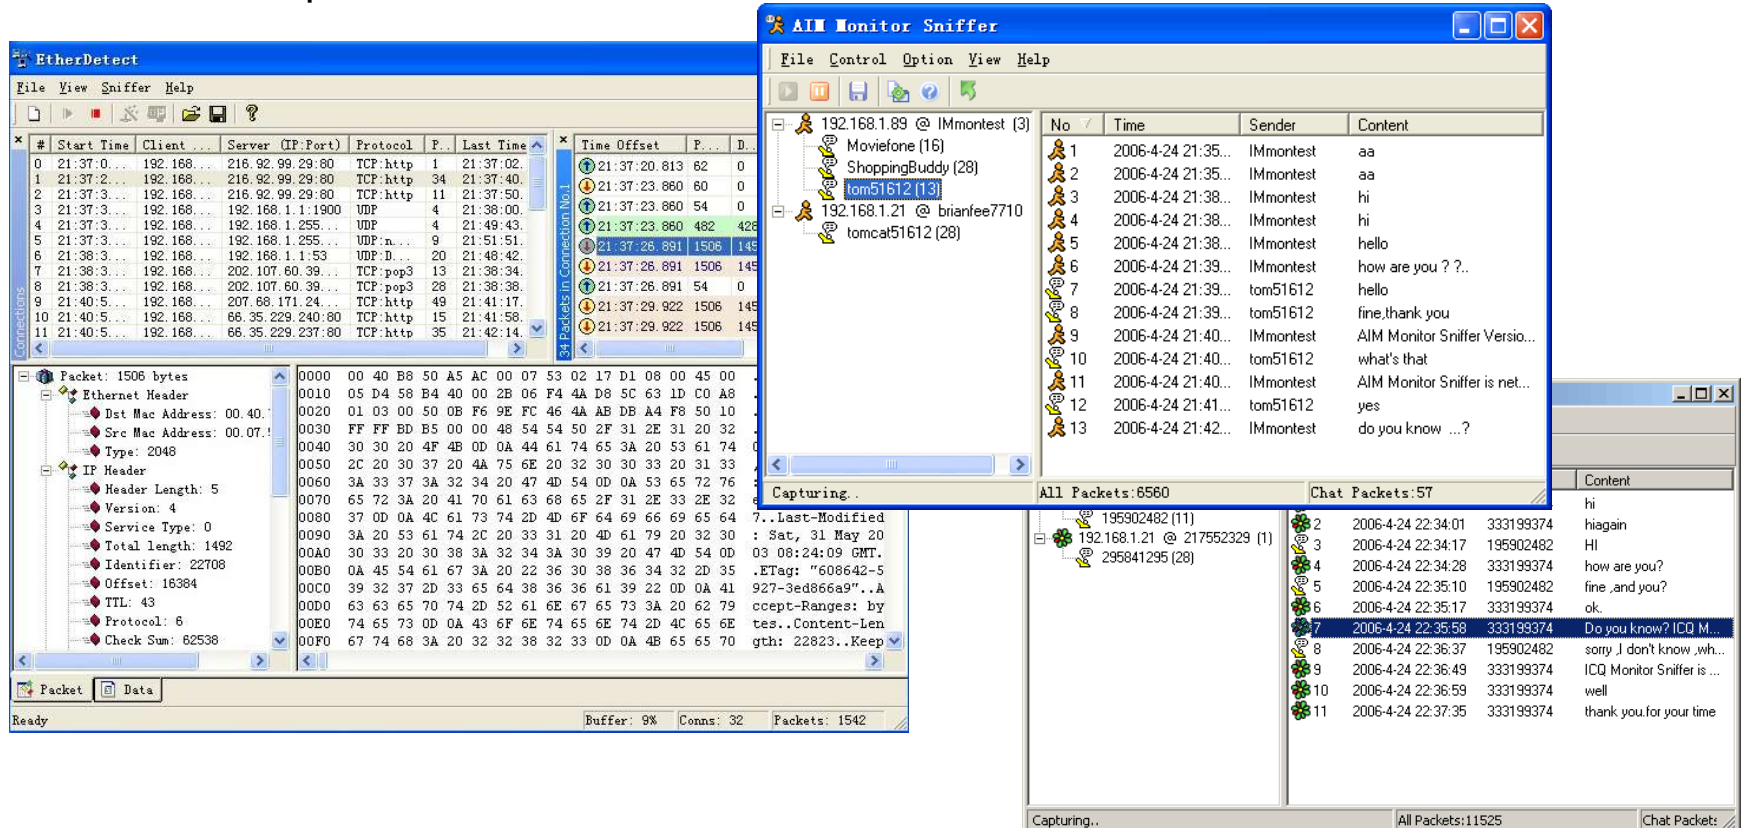 EtherDetect
File View Sniffer Help
# Start Time Client ... Server (IP:Port) Protocol P.. Last Time
0 21:37:0... 192.168... 216.92.99.29:80 TCP:http 1 21:37:02.
1 21:37:2... 192.168... 216.92.99.29:80 TCP:http 34 21:37:40.
2 21:37:3... 192.168... 216.92.99.29:80 TCP:http 11 21:37:50.
3 21:37:3... 192.168... 192.168.1.1:1900 UDP 4 21:38:00.
4 21:37:3... 192.168... 192.168.1.255... UDP 4 21:49:43.
5 21:37:3... 192.168... 192.168.1.255... UDP:n... 9 21:51:51.
6 21:38:3... 192.168... 192.168.1.1:53 UDP:D... 20 21:48:42.
7 21:38:3... 192.168... 202.107.60.39... TCP:pop3 13 21:38:34.
8 21:38:3... 192.168... 202.107.60.39... TCP:pop3 28 21:38:38.
9 21:40:5... 192.168... 207.68.171.24... TCP:http 49 21:41:17.
10 21:40:5... 192.168... 66.35.229.240:80 TCP:http 15 21:41:58.
11 21:40:5... 192.168... 66.35.229.237:80 TCP:http 35 21:42:14.
Connections
34 Packets in Connection No.1
Time Offset P... D..
21:37:20.813 62 0
21:37:23.860 60 0
21:37:23.860 54 0
21:37:23.860 482 428
21:37:26.891 1506 145
21:37:26.891 1506 145
21:37:26.891 54 0
21:37:29.922 1506 145
21:37:29.922 1506 145
Packet: 1506 bytes
Ethernet Header
Dst Mac Address: 00.40.
Src Mac Address: 00.07.
Type: 2048
IP Header
Header Length: 5
Version: 4
Service Type: 0
Total length: 1492
Identifier: 22708
Offset: 16384
TTL: 43
Protocol: 6
Check Sum: 62538
0000 00 40 B8 50 A5 AC 00 07 53 02 17 D1 08 00 45 00
0010 05 D4 58 B4 40 00 2B 06 F4 4A D8 5C 63 1D C0 A8
0020 01 03 00 50 0B F6 9E FC 46 4A AB DB A4 F8 50 10
0030 FF FF BD B5 00 00 48 54 54 50 2F 31 2E 31 20 32
0040 30 30 20 4F 4B 0D 0A 44 61 74 65 3A 20 53 61 74
0050 2C 20 30 37 20 4A 75 6E 20 32 30 30 33 20 31 33
0060 3A 33 37 3A 32 34 20 47 4D 54 0D 0A 53 65 72 76
0070 65 72 3A 20 41 70 61 63 68 65 2F 31 2E 33 2E 32
0080 37 0D 0A 4C 61 73 74 2D 4D 6F 64 69 66 69 65 64 7..Last-Modified
0090 3A 20 53 61 74 2C 20 33 31 20 4D 61 79 20 32 30 : Sat, 31 May 20
00A0 30 33 20 30 38 3A 32 34 3A 30 39 20 47 4D 54 0D 03 08:24:09 GMT.
00B0 0A 45 54 61 67 3A 20 22 36 30 38 36 34 32 2D 35 .ETag: "608642-5
00C0 39 32 37 2D 33 65 64 38 36 36 61 39 22 0D 0A 41 927-3ed866a9"..A
00D0 63 63 65 70 74 2D 52 61 6E 67 65 73 3A 20 62 79 ccept-Ranges: by
00E0 74 65 73 0D 0A 43 6F 6E 74 65 6E 74 2D 4C 65 6E tes..Content-Len
00F0 67 74 68 3A 20 32 32 38 32 33 0D 0A 4B 65 65 70 gth: 22823..Keep
Packet Data
Ready Buffer: 9% Conns: 32 Packets: 1542
AIM Monitor Sniffer
File Control Option View Help
192.168.1.89 @ IMmontest (3)
Moviefone (16)
ShoppingBuddy (28)
tom51612 (13)
192.168.1.21 @ brianfee7710
tomcat51612 (28)
No Time Sender Content
1 2006-4-24 21:35... IMmontest aa
2 2006-4-24 21:35... IMmontest aa
3 2006-4-24 21:38... IMmontest hi
4 2006-4-24 21:38... IMmontest hi
5 2006-4-24 21:38... IMmontest hello
6 2006-4-24 21:39... IMmontest how are you ? ?..
7 2006-4-24 21:39... tom51612 hello
8 2006-4-24 21:39... tom51612 fine,thank you
9 2006-4-24 21:40... IMmontest AIM Monitor Sniffer Versio...
10 2006-4-24 21:40... tom51612 what's that
11 2006-4-24 21:40... IMmontest AIM Monitor Sniffer is net...
12 2006-4-24 21:41... tom51612 yes
13 2006-4-24 21:42... IMmontest do you know ...?
Capturing.. All Packets:6560 Chat Packets:57
195902482 (11)
192.168.1.21 @ 217552329 (1)
295841295 (28)
Content
hi
2 2006-4-24 22:34:01 333199374 hiagain
3 2006-4-24 22:34:17 195902482 HI
4 2006-4-24 22:34:28 333199374 how are you?
5 2006-4-24 22:35:10 195902482 fine ,and you?
6 2006-4-24 22:35:17 333199374 ok.
7 2006-4-24 22:35:58 333199374 Do you know? ICQ M...
8 2006-4-24 22:36:37 195902482 sorry ,I don't know ,wh...
9 2006-4-24 22:36:49 333199374 ICQ Monitor Sniffer is ...
10 2006-4-24 22:36:59 333199374 well
11 2006-4-24 22:37:35 333199374 thank you.for your time
Capturing.. All Packets:11525 Chat Packets: